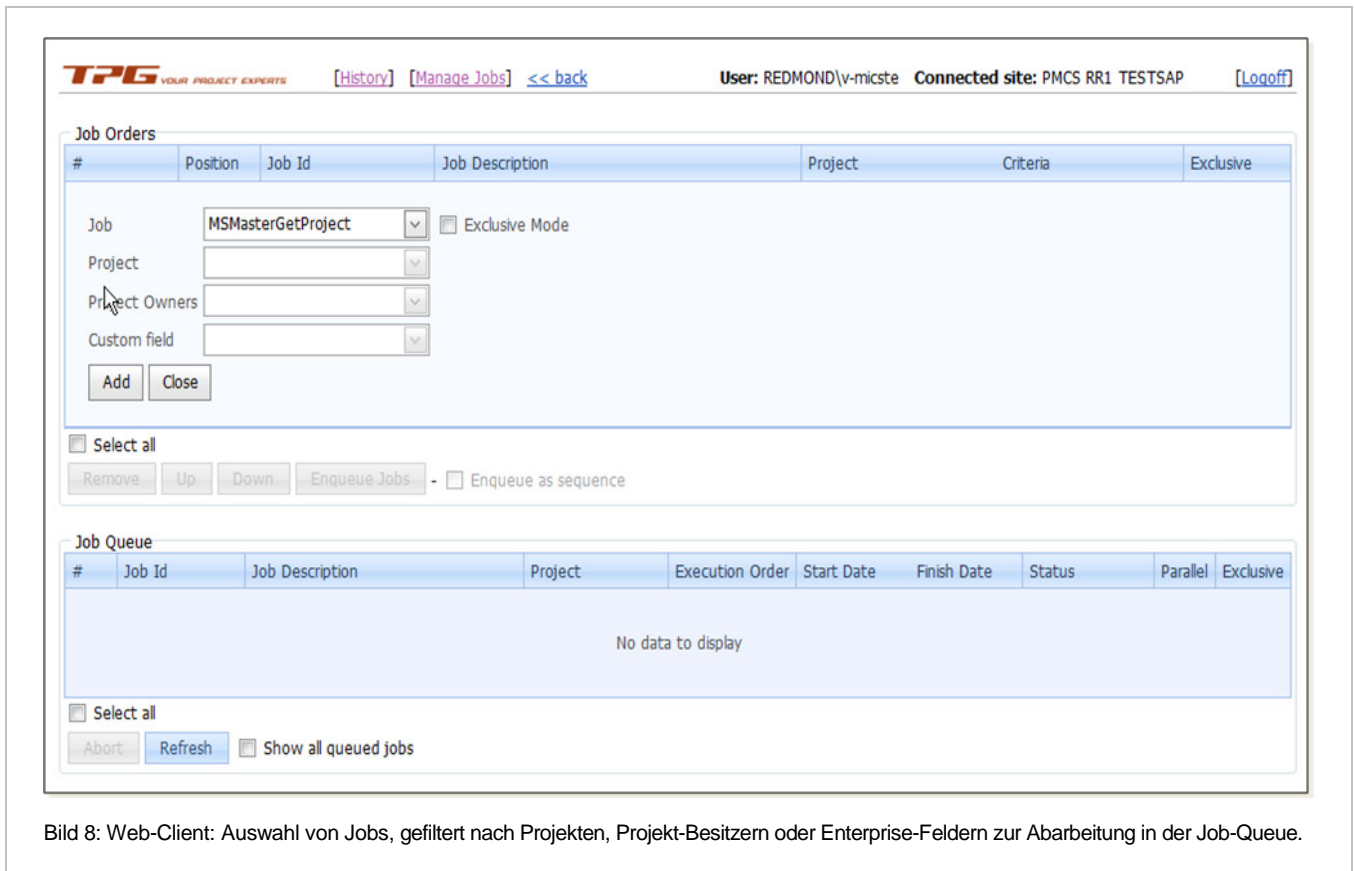 TPG YOUR PROJECT EXPERTS [History] [Manage Jobs] << back User: REDMOND\v-micste Connected site: PMCS RR1 TESTSAP [Logoff]
Job Orders
# Position Job Id Job Description Project Criteria Exclusive
Job MSMasterGetProject Exclusive Mode
Project
Project Owners
Custom field
Add Close
Select all
Remove Up Down Enqueue Jobs - Enqueue as sequence
Job Queue
# Job Id Job Description Project Execution Order Start Date Finish Date Status Parallel Exclusive
No data to display
Select all
Abort Refresh Show all queued jobs
Bild 8: Web-Client: Auswahl von Jobs, gefiltert nach Projekten, Projekt-Besitzern oder Enterprise-Feldern zur Abarbeitung in der Job-Queue.